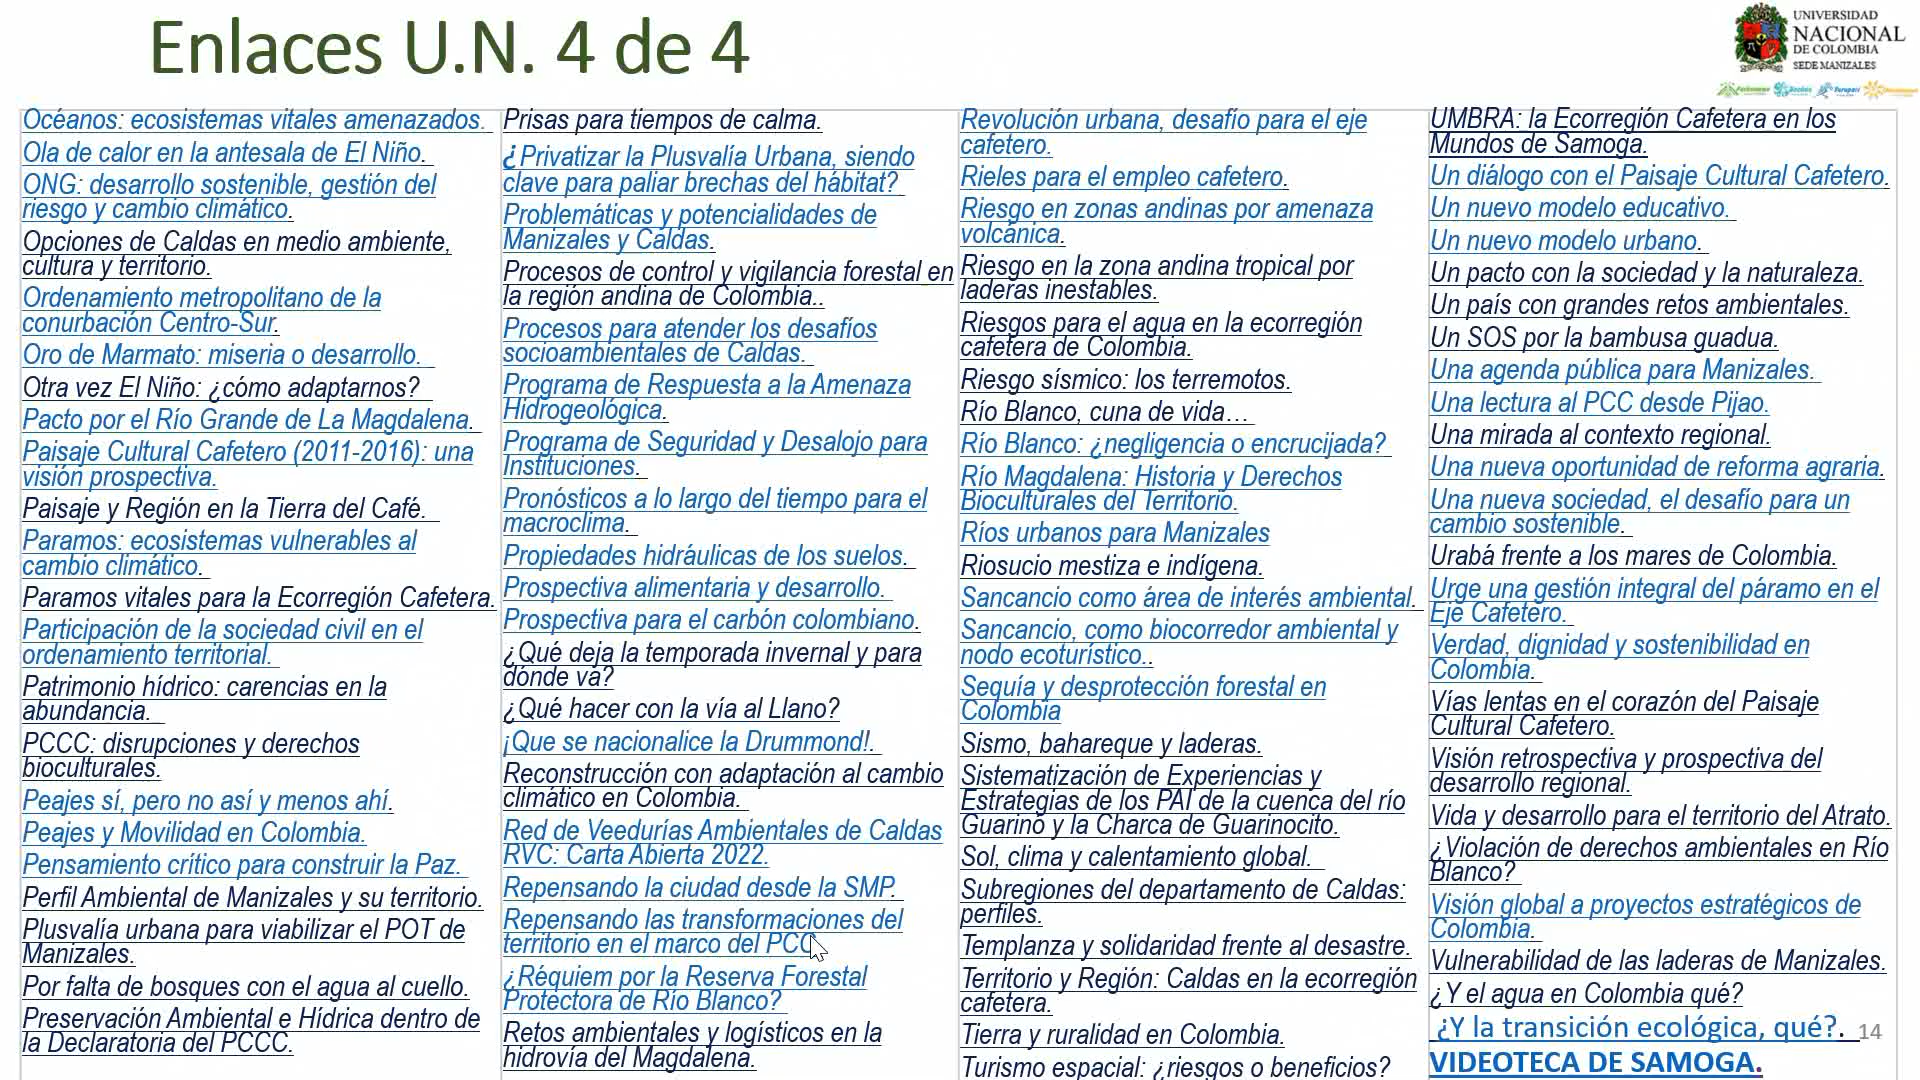 Enlaces U.N. 4 de 4
UNIVERSIDAD
NACIONAL
DE COLOMBIA
SEDE MANIZALES
Océanos: ecosistemas vitales amenazados.
Ola de calor en la antesala de El Niño.
ONG: desarrollo sostenible, gestión del
riesgo y cambio climático.
Opciones de Caldas en medio ambiente,
cultura y territorio.
Ordenamiento metropolitano de la
conurbación Centro-Sur.
Oro de Marmato: miseria o desarrollo.
Otra vez El Niño: ¿cómo adaptarnos?
Pacto por el Río Grande de La Magdalena.
Paisaje Cultural Cafetero (2011-2016): una
visión prospectiva.
Paisaje y Región en la Tierra del Café.
Paramos: ecosistemas vulnerables al
cambio climático.
Paramos vitales para la Ecorregión Cafetera.
Participación de la sociedad civil en el
ordenamiento territorial.
Patrimonio hídrico: carencias en la
abundancia.
PCCC: disrupciones y derechos
bioculturales.
Peajes sí, pero no así y menos ahí.
Peajes y Movilidad en Colombia.
Pensamiento crítico para construir la Paz.
Perfil Ambiental de Manizales y su territorio.
Plusvalía urbana para viabilizar el POT de
Manizales.
Por falta de bosques con el agua al cuello.
Preservación Ambiental e Hídrica dentro de
la Declaratoria del PCCC.
Prisas para tiempos de calma.
¿Privatizar la Plusvalía Urbana, siendo
clave para paliar brechas del hábitat?
Problemáticas y potencialidades de
Manizales y Caldas.
Procesos de control y vigilancia forestal en
la región andina de Colombia..
Procesos para atender los desafíos
socioambientales de Caldas.
Programa de Respuesta a la Amenaza
Hidrogeológica.
Programa de Seguridad y Desalojo para
Instituciones.
Pronósticos a lo largo del tiempo para el
macroclima.
Propiedades hidráulicas de los suelos.
Prospectiva alimentaria y desarrollo.
Prospectiva para el carbón colombiano.
¿Qué deja la temporada invernal y para
dónde va?
¿Qué hacer con la vía al Llano?
¡Que se nacionalice la Drummond!.
Reconstrucción con adaptación al cambio
climático en Colombia.
Red de Veedurías Ambientales de Caldas
RVC: Carta Abierta 2022.
Repensando la ciudad desde la SMP.
Repensando las transformaciones del
territorio en el marco del PCC
¿Réquiem por la Reserva Forestal
Protectora de Río Blanco?
Retos ambientales y logísticos en la
hidrovía del Magdalena.
Revolución urbana, desafío para el eje
cafetero.
Rieles para el empleo cafetero.
Riesgo en zonas andinas por amenaza
volcánica.
Riesgo en la zona andina tropical por
laderas inestables.
Riesgos para el agua en la ecorregión
cafetera de Colombia.
Riesgo sísmico: los terremotos.
Río Blanco, cuna de vida…
Río Blanco: ¿negligencia o encrucijada?
Río Magdalena: Historia y Derechos
Bioculturales del Territorio.
Ríos urbanos para Manizales
Riosucio mestiza e indígena.
Sancancio como área de interés ambiental.
Sancancio, como biocorredor ambiental y
nodo ecoturístico..
Sequía y desprotección forestal en
Colombia
Sismo, bahareque y laderas.
Sistematización de Experiencias y
Estrategias de los PAI de la cuenca del río
Guarinó y la Charca de Guarinocito.
Sol, clima y calentamiento global.
Subregiones del departamento de Caldas:
perfiles.
Templanza y solidaridad frente al desastre.
Territorio y Región: Caldas en la ecorregión
cafetera.
Tierra y ruralidad en Colombia.
Turismo espacial: ¿riesgos o beneficios?
UMBRA: la Ecorregión Cafetera en los
Mundos de Samoga.
Un diálogo con el Paisaje Cultural Cafetero.
Un nuevo modelo educativo.
Un nuevo modelo urbano.
Un pacto con la sociedad y la naturaleza.
Un país con grandes retos ambientales.
Un SOS por la bambusa guadua.
Una agenda pública para Manizales.
Una lectura al PCC desde Pijao.
Una mirada al contexto regional.
Una nueva oportunidad de reforma agraria.
Una nueva sociedad, el desafío para un
cambio sostenible.
Urabá frente a los mares de Colombia.
Urge una gestión integral del páramo en el
Eje Cafetero.
Verdad, dignidad y sostenibilidad en
Colombia.
Vías lentas en el corazón del Paisaje
Cultural Cafetero.
Visión retrospectiva y prospectiva del
desarrollo regional.
Vida y desarrollo para el territorio del Atrato.
¿Violación de derechos ambientales en Río
Blanco?
Visión global a proyectos estratégicos de
Colombia.
Vulnerabilidad de las laderas de Manizales.
¿Y el agua en Colombia qué?
¿Y la transición ecológica, qué?.
VIDEOTECA DE SAMOGA.
14